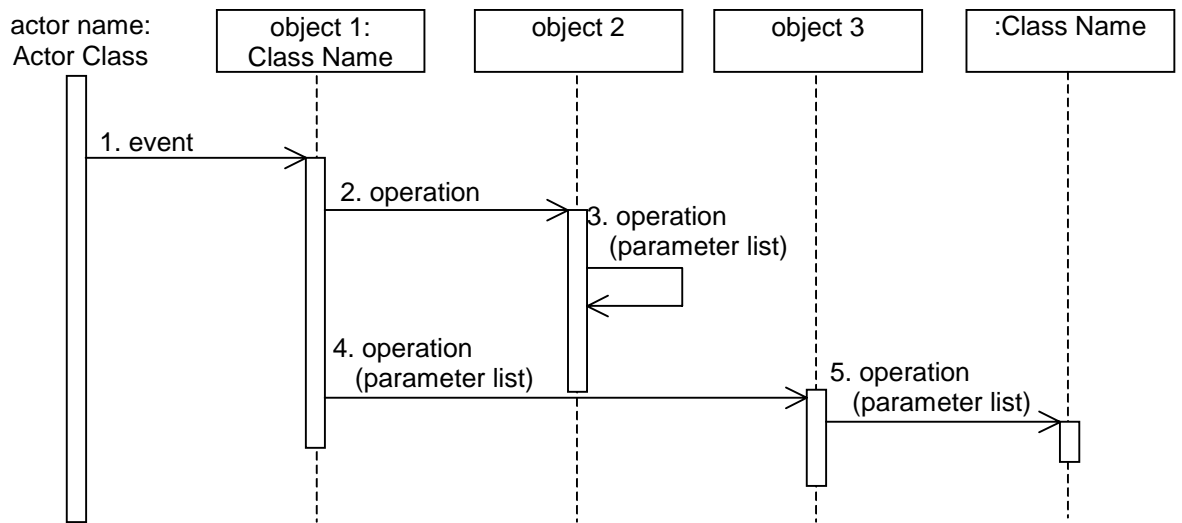 actor name:
Actor Class
object 1:
Class Name
object 2
object 3
:Class Name
1. event
2. operation
3. operation
(parameter list)
4. operation
(parameter list)
5. operation
(parameter list)